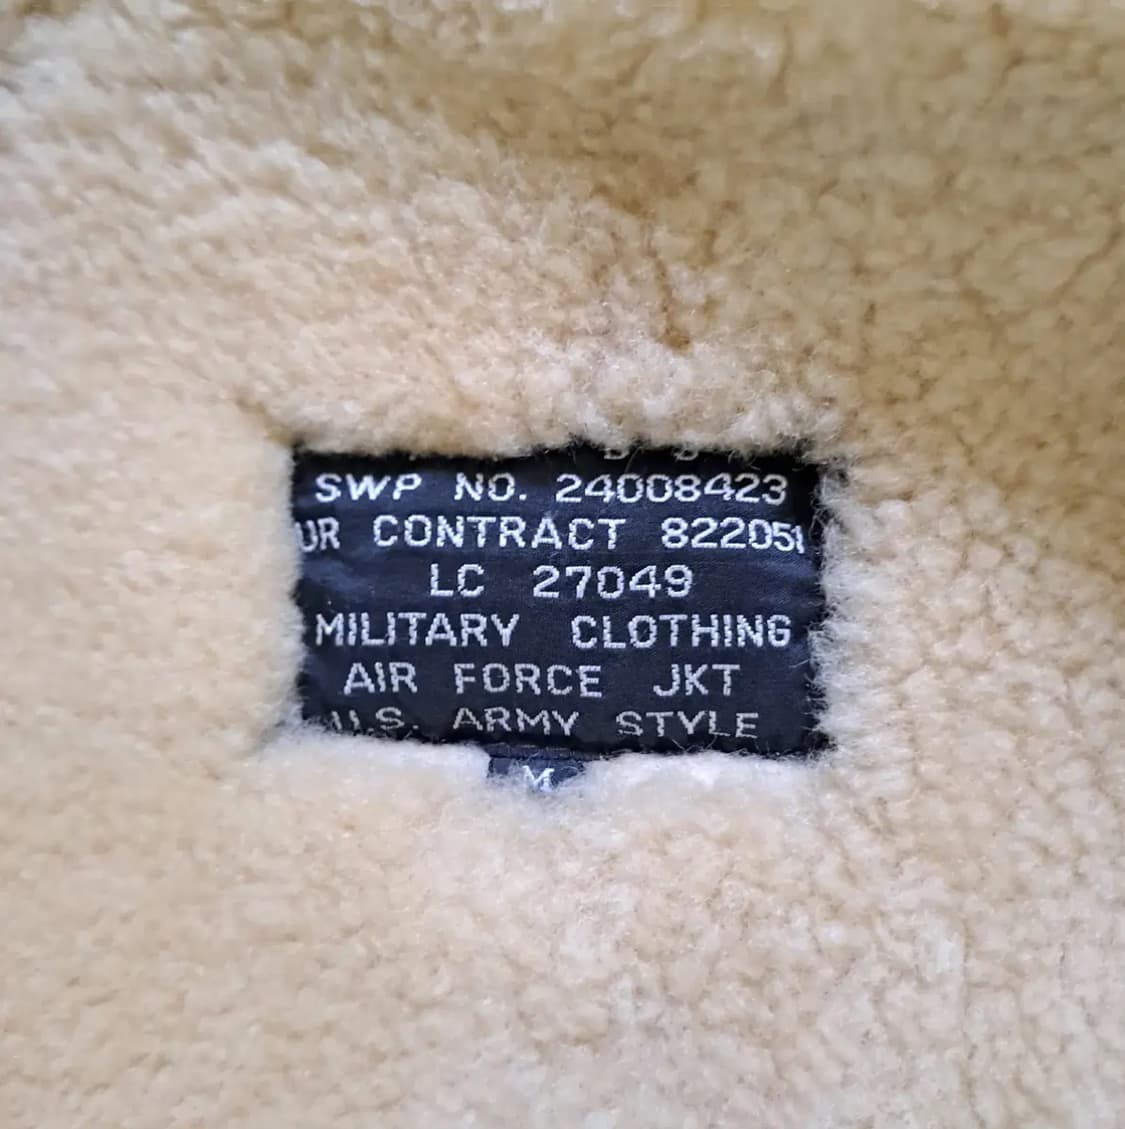 SWP NO. 24008423
UR CONTRACT 822051
LC 27049
MILITARY CLOTHING
AIR FORCE JKT
U.S. ARMY STYLE
M